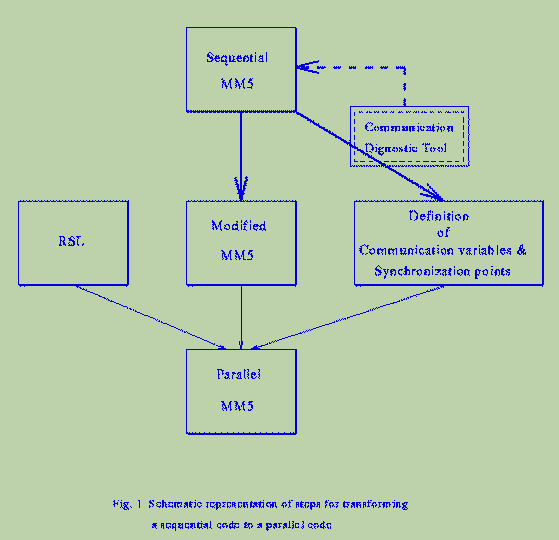 Sequential
MM5
Communication
Dignostic Tool
RSL
Modified
MM5
Definition
of
Communication variables &
Synchronization points
Parallel
MM5
Fig. 1 Schematic representation of steps for transforming
a sequential code to a parallel code